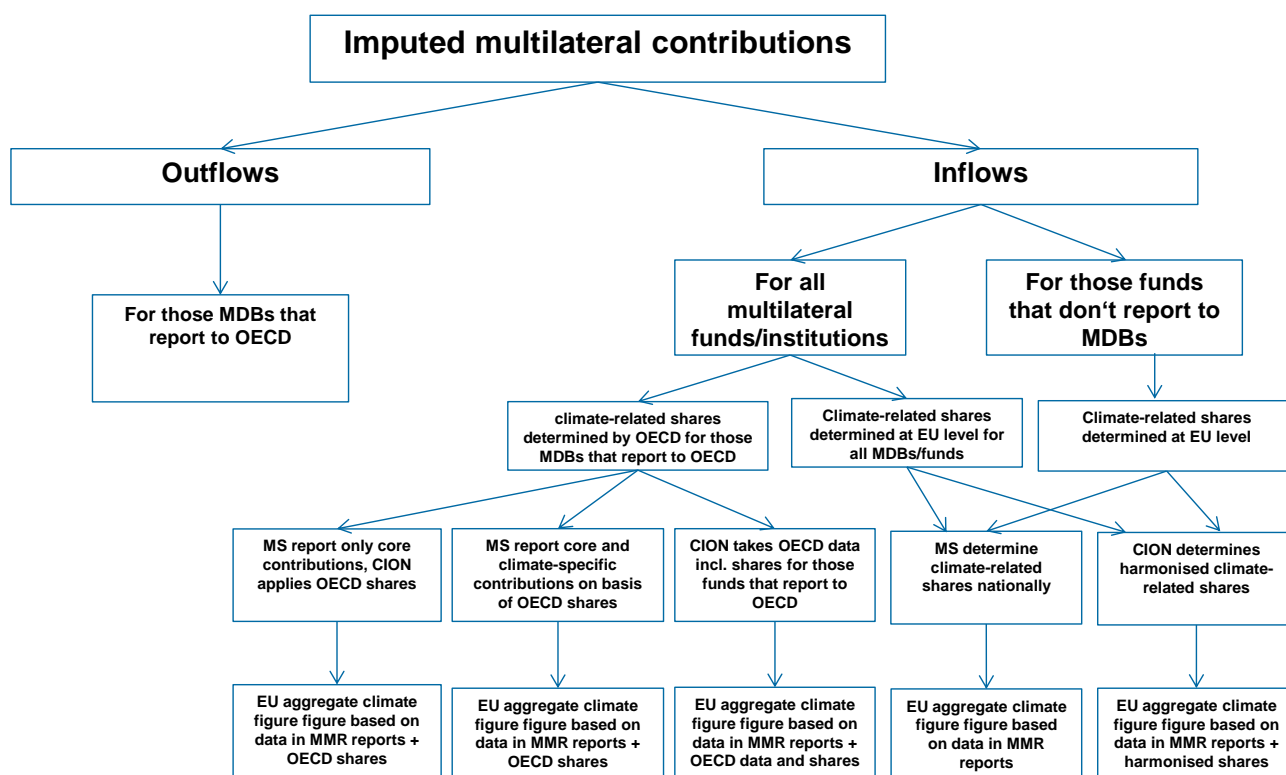 Imputed multilateral contributions
Outflows
Inflows
For those MDBs that
report to OECD
For all
multilateral
funds/institutions
For those funds
that don‘t report to
MDBs
climate-related shares
determined by OECD for those
MDBs that report to OECD
Climate-related shares
determined at EU level for
all MDBs/funds
Climate-related shares
determined at EU level
MS report only core
contributions, CION
applies OECD shares
MS report core and
climate-specific
contributions on basis
of OECD shares
CION takes OECD data
incl. shares for those
funds that report to
OECD
MS determine
climate-related
shares nationally
CION determines
harmonised climate-
related shares
EU aggregate climate
figure figure based on
data in MMR reports +
OECD shares
EU aggregate climate
figure figure based on
data in MMR reports +
OECD shares
EU aggregate climate
figure figure based on
data in MMR reports +
OECD data and shares
EU aggregate climate
figure figure based
on data in MMR
reports
EU aggregate climate
figure figure based on
data in MMR reports +
harmonised shares